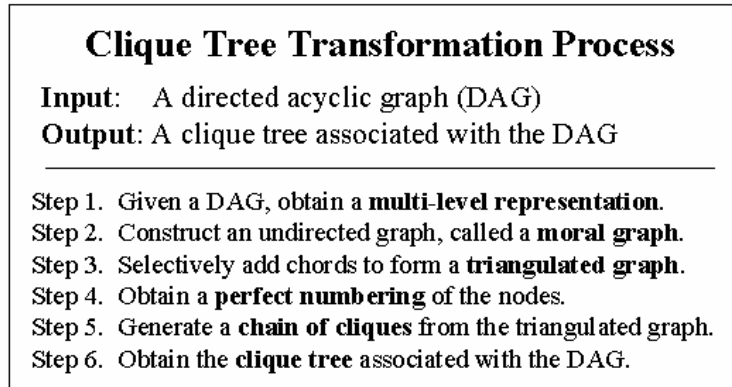 Clique Tree Transformation Process
Input: A directed acyclic graph (DAG)
Output: A clique tree associated with the DAG
Step 1. Given a DAG, obtain a multi-level representation.
Step 2. Construct an undirected graph, called a moral graph.
Step 3. Selectively add chords to form a triangulated graph.
Step 4. Obtain a perfect numbering of the nodes.
Step 5. Generate a chain of cliques from the triangulated graph.
Step 6. Obtain the clique tree associated with the DAG.